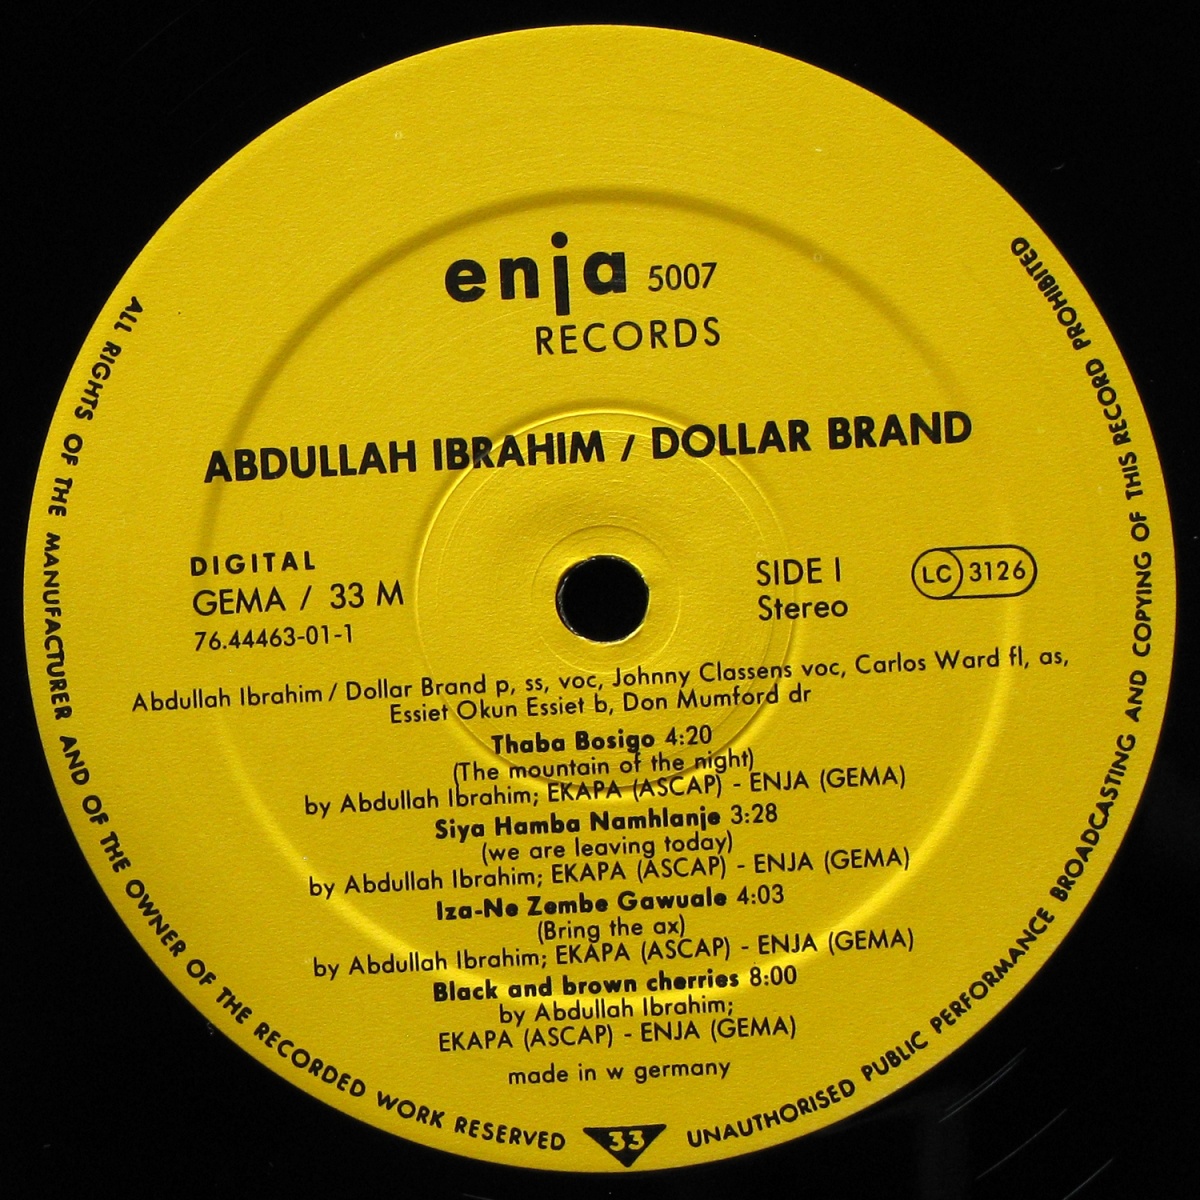 enja 5007
RECORDS
ABDULLAH IBRAHIM / DOLLAR BRAND
DIGITAL
GEMA / 33 M
76.44463-01-1
SIDE I
Stereo
LC 3126
Abdullah Ibrahim / Dollar Brand p, ss, voc, Johnny Classens voc, Carlos Ward fl, as,
Essiet Okun Essiet b, Don Mumford dr
Thaba Bosigo 4:20
(The mountain of the night)
by Abdullah Ibrahim; EKAPA (ASCAP) - ENJA (GEMA)
Siya Hamba Namhlanje 3:28
(we are leaving today)
by Abdullah Ibrahim; EKAPA (ASCAP) - ENJA (GEMA)
Iza-Ne Zembe Gawuale 4:03
(Bring the ax)
by Abdullah Ibrahim; EKAPA (ASCAP) - ENJA (GEMA)
Black and brown cherries 8:00
by Abdullah Ibrahim;
EKAPA (ASCAP) - ENJA (GEMA)
made in w germany
ALL RIGHTS OF THE MANUFACTURER AND OF THE OWNER OF THE RECORDED WORK RESERVED
33
UNAUTHORISED PUBLIC PERFORMANCE BROADCASTING AND COPYING OF THIS RECORD PROHIBITED